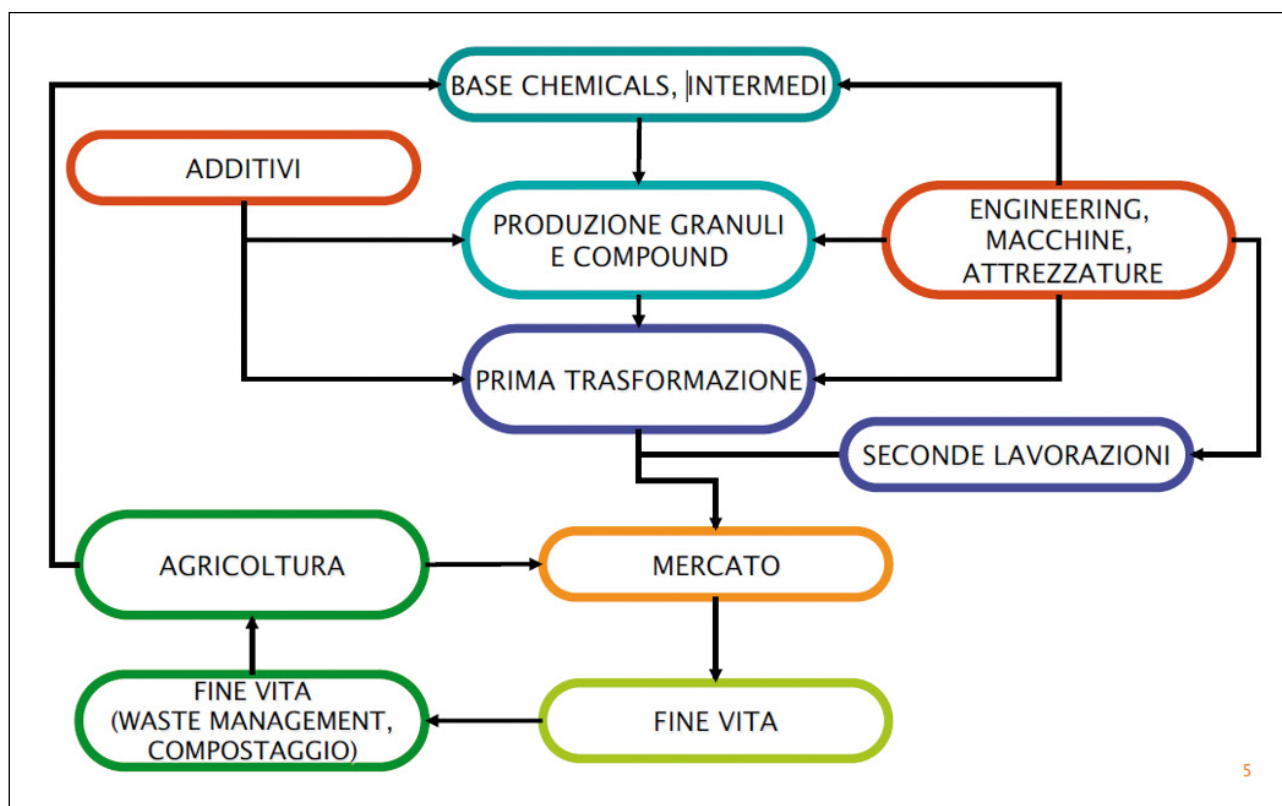 BASE CHEMICALS, INTERMEDI
ADDITIVI
PRODUZIONE GRANULI
E COMPOUND
ENGINEERING,
MACCHINE,
ATTREZZATURE
PRIMA TRASFORMAZIONE
SECONDE LAVORAZIONI
AGRICOLTURA
MERCATO
FINE VITA
(WASTE MANAGEMENT,
COMPOSTAGGIO)
FINE VITA
5